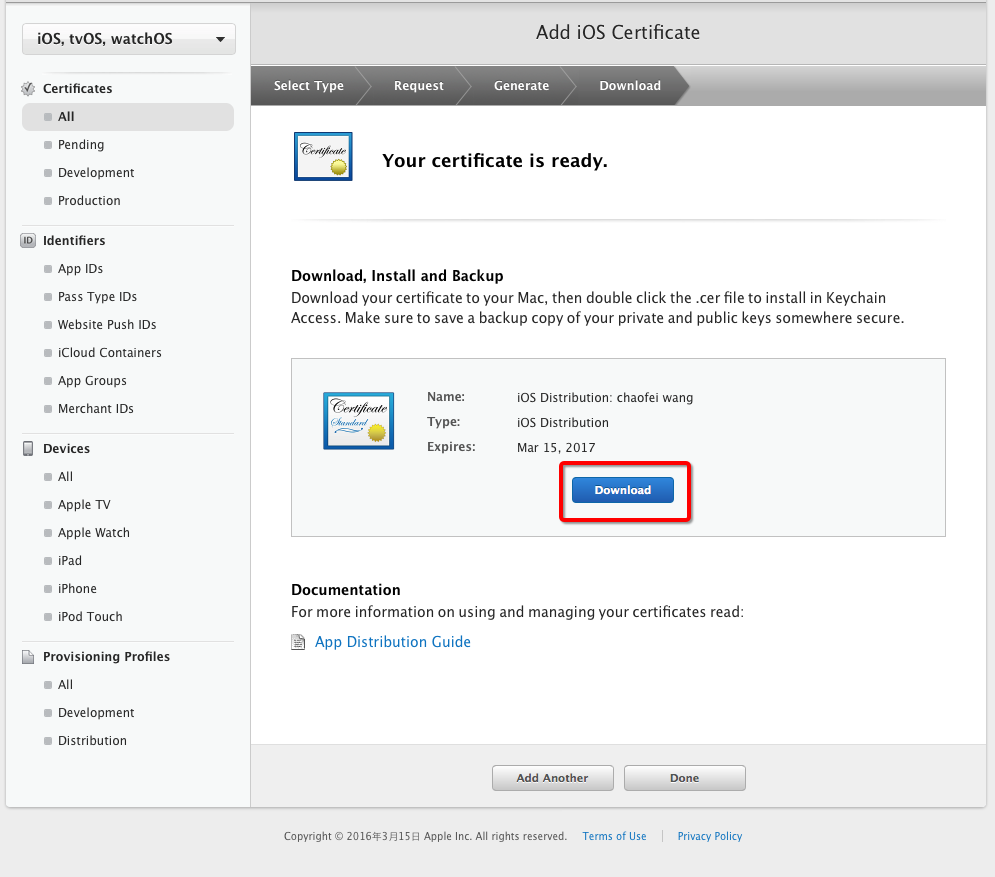 iOS, tvOS, watchOS
Certificates
All
Pending
Development
Production
ID Identifiers
App IDs
Pass Type IDs
Website Push IDs
iCloud Containers
App Groups
Merchant IDs
Devices
All
Apple TV
Apple Watch
iPad
iPhone
iPod Touch
Provisioning Profiles
All
Development
Distribution
Add iOS Certificate
Select Type Request Generate Download
Certificate
Your certificate is ready.
Download, Install and Backup
Download your certificate to your Mac, then double click the .cer file to install in Keychain
Access. Make sure to save a backup copy of your private and public keys somewhere secure.
Certificate
Standard
Name: iOS Distribution: chaofei wang
Type: iOS Distribution
Expires: Mar 15, 2017
Download
Documentation
For more information on using and managing your certificates read:
App Distribution Guide
Add Another Done
Copyright © 2016年3月15日 Apple Inc. All rights reserved. Terms of Use Privacy Policy